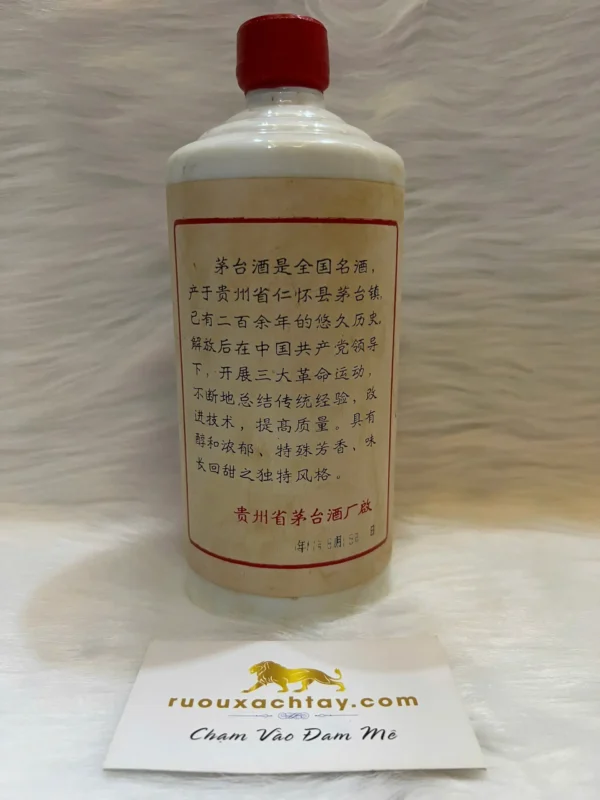 茅台酒是全国名酒，
产于贵州省仁怀县茅台镇，
已有二百余年的悠久历史，
解放后在中国共产党领导
下，开展三大革命运动，
不断地总结传统经验，改
进技术，提高质量。具有
醇和浓郁、特殊芳香、味
长回甜之独特风格。
贵州省茅台酒厂啟
年 月 日
ruouxachtay.com
Chạm Vào Đam Mê